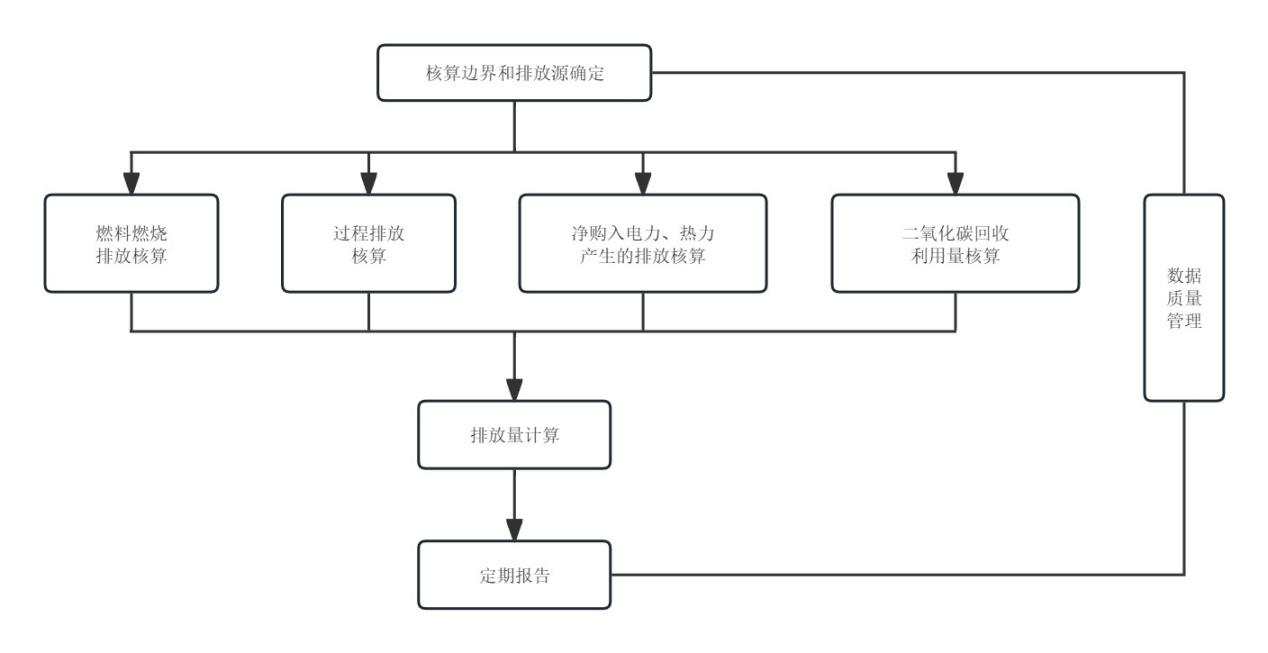 核算边界和排放源确定
燃料燃烧
排放核算
过程排放
核算
净购入电力、热力
产生的排放核算
二氧化碳回收
利用量核算
数据
质量
管理
排放量计算
定期报告